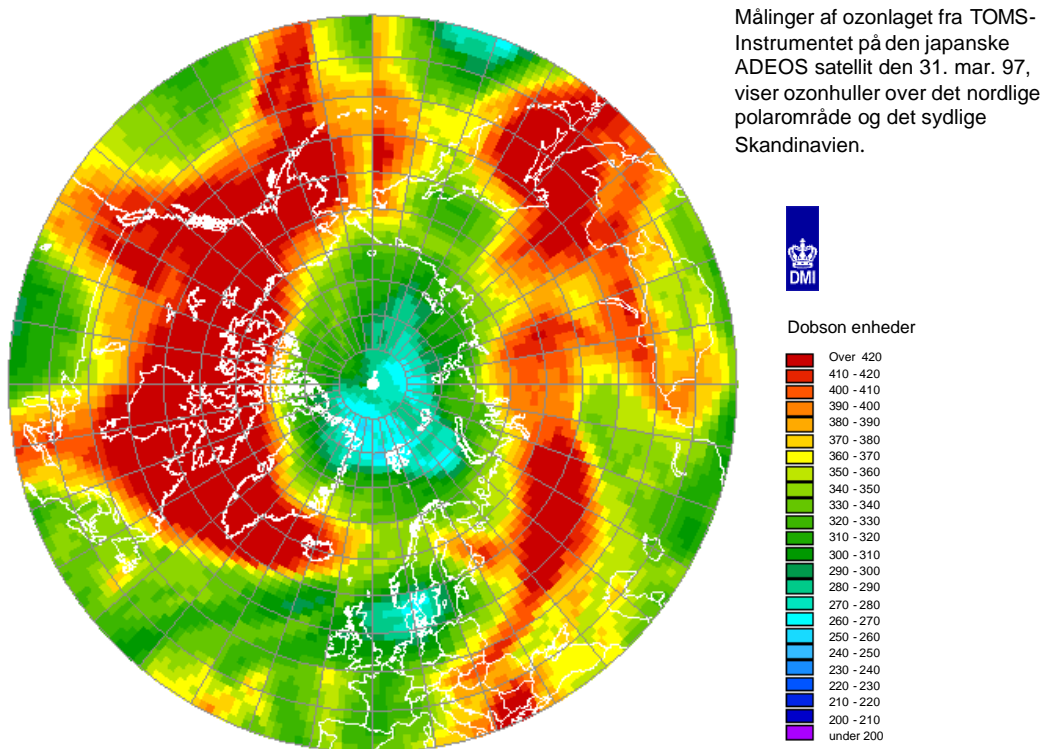 Målinger af ozonlaget fra TOMS-
Instrumentet på den japanske
ADEOS satellit den 31. mar. 97,
viser ozonhuller over det nordlige
polarområde og det sydlige
Skandinavien.
DMI
Dobson enheder
Over 420
410 - 420
400 - 410
390 - 400
380 - 390
370 - 380
360 - 370
350 - 360
340 - 350
330 - 340
320 - 330
310 - 320
300 - 310
290 - 300
280 - 290
270 - 280
260 - 270
250 - 260
240 - 250
230 - 240
220 - 230
210 - 220
200 - 210
under 200